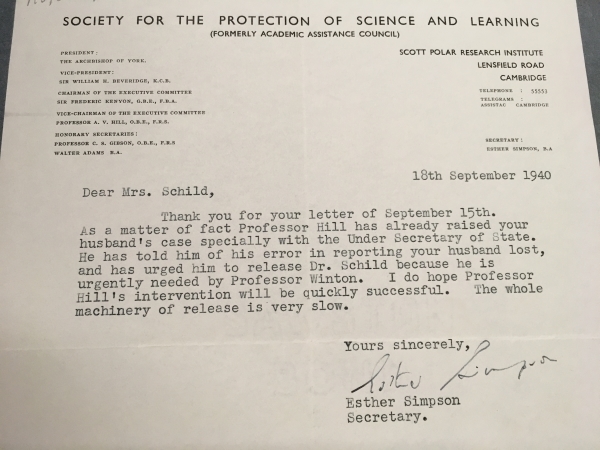 SOCIETY FOR THE PROTECTION OF SCIENCE AND LEARNING
(FORMERLY ACADEMIC ASSISTANCE COUNCIL)
PRESIDENT:
THE ARCHBISHOP OF YORK.
VICE-PRESIDENT:
SIR WILLIAM H. BEVERIDGE, K.C.B.
CHAIRMAN OF THE EXECUTIVE COMMITTEE
SIR FREDERIC KENYON, G.B.E., F.B.A.
VICE-CHAIRMAN OF THE EXECUTIVE COMMITTEE
PROFESSOR A. V. HILL, O.B.E., F.R.S.
HONORARY SECRETARIES:
PROFESSOR C. S. GIBSON, O.B.E., F.R.S
WALTER ADAMS B.A.
SCOTT POLAR RESEARCH INSTITUTE
LENSFIELD ROAD
CAMBRIDGE
TELEPHONE : 55551
TELEGRAMS :
ASSISTAC CAMBRIDGE
SECRETARY:
ESTHER SIMPSON, B.A
18th September 1940
Dear Mrs. Schild,
Thank you for your letter of September 15th.
As a matter of fact Professor Hill has already raised your
husband's case specially with the Under Secretary of State.
He has told him of his error in reporting your husband lost,
and has urged him to release Dr. Schild because he is
urgently needed by Professor Winton. I do hope Professor
Hill's intervention will be quickly successful. The whole
machinery of release is very slow.
Yours sincerely,
Esther Simpson
Esther Simpson
Secretary.